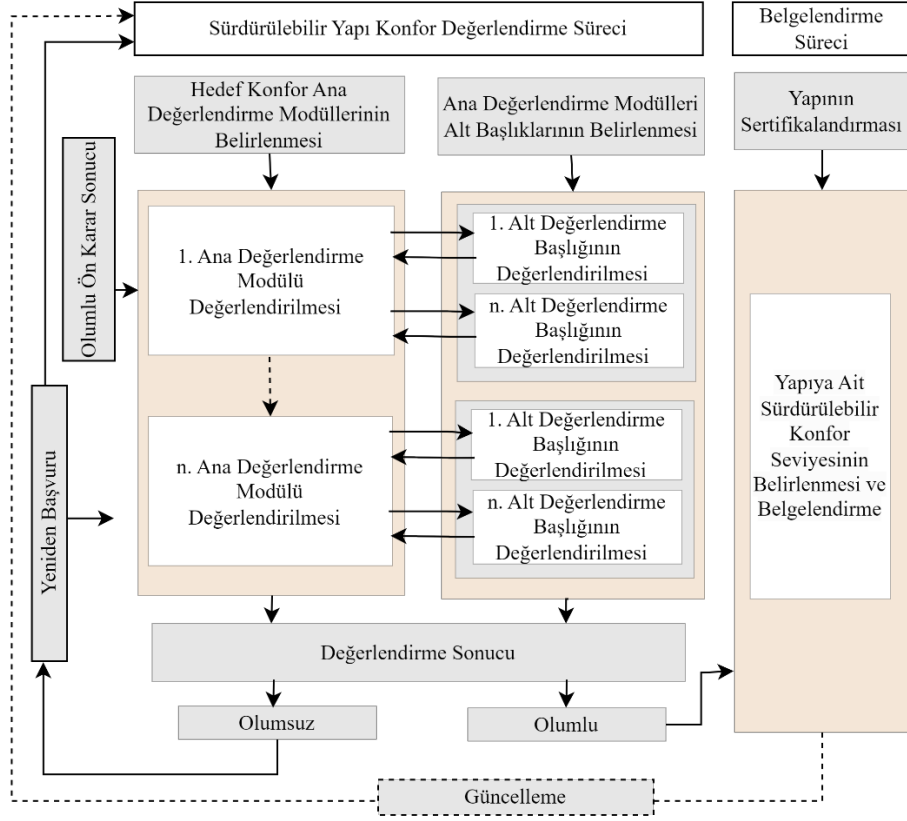 Sürdürülebilir Yapı Konfor Değerlendirme Süreci
Belgelendirme
Süreci
Hedef Konfor Ana
Değerlendirme Modüllerinin
Belirlenmesi
Ana Değerlendirme Modülleri
Alt Başlıklarının Belirlenmesi
Yapının
Sertifikalandırması
Olumlu Ön Karar Sonucu
1. Ana Değerlendirme
Modülü
Değerlendirilmesi
1. Alt Değerlendirme
Başlığının
Değerlendirilmesi
n. Alt Değerlendirme
Başlığının
Değerlendirilmesi
n. Ana Değerlendirme
Modülü
Değerlendirilmesi
1. Alt Değerlendirme
Başlığının
Değerlendirilmesi
n. Alt Değerlendirme
Başlığının
Değerlendirilmesi
Yapıya Ait
Sürdürülebilir
Konfor
Seviyesinin
Belirlenmesi ve
Belgelendirme
Yeniden Başvuru
Değerlendirme Sonucu
Olumsuz
Olumlu
Güncelleme